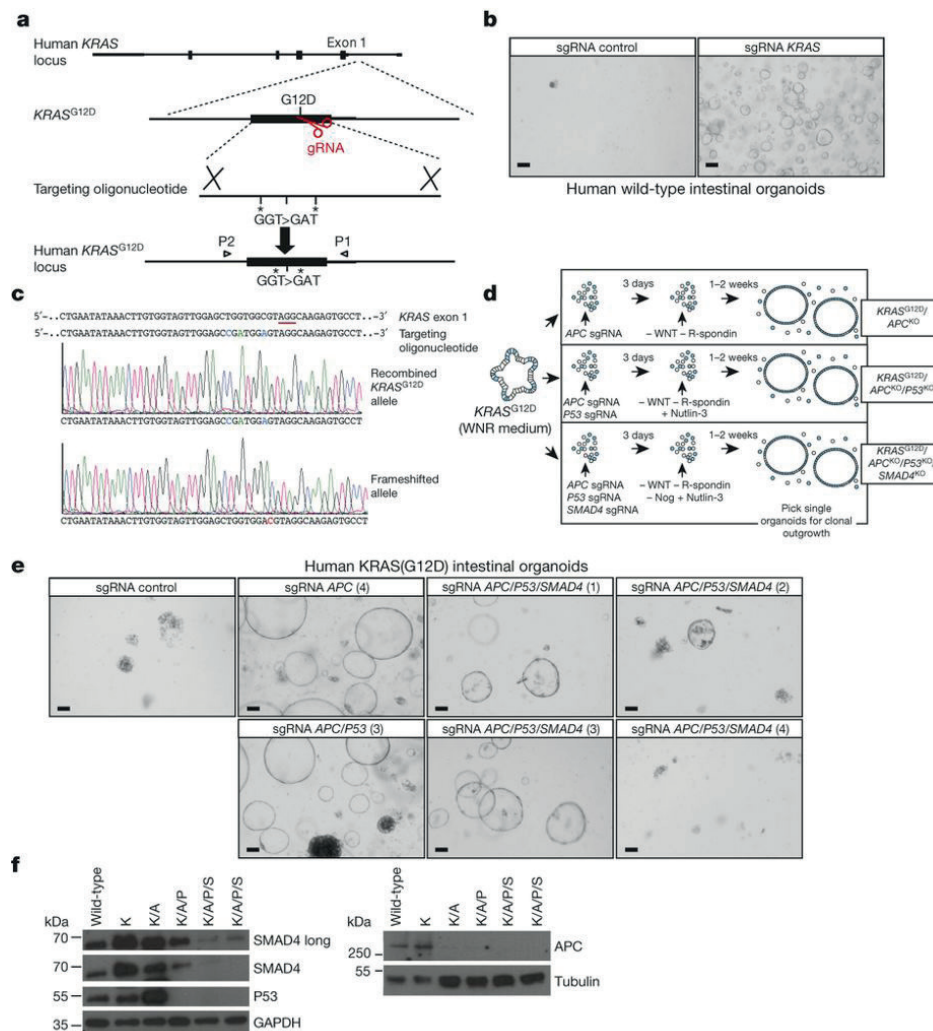 a
Human KRAS
locus
Exon 1
KRASG12D
G12D
gRNA
Targeting oligonucleotide
* *
GGT>GAT
Human KRASG12D
locus
P2
P1
* *
GGT>GAT
b
sgRNA control
sgRNA KRAS
Human wild-type intestinal organoids
c
5′- -CTGAATATAAACTTGTGGTAGTTGGAGCTGGTGGCGTAGGCAAGAGTGCCT- -3′
KRAS exon 1
5′- -CTGAATATAAACTTGTGGTAGTTGGAGCCGATGGAGTAGGCAAGAGTGCCT- -3′
Targeting
oligonucleotide
Recombined
KRASG12D
allele
CTGAATATAAACTTGTGGTAGTTGGAGCCGATGGAGTAGGCAAGAGTGCCT
Frameshifted
allele
CTGAATATAAACTTGTGGTAGTTGGAGCTGGTGGACGTAGGCAAGAGTGCCT
d
KRASG12D
(WNR medium)
3 days
1–2 weeks
APC sgRNA
– WNT – R-spondin
KRASG12D/
APCKO
3 days
1–2 weeks
APC sgRNA
P53 sgRNA
– WNT – R-spondin
+ Nutlin-3
KRASG12D/
APCKO/P53KO
3 days
1–2 weeks
APC sgRNA
P53 sgRNA
SMAD4 sgRNA
– WNT – R-spondin
– Nog + Nutlin-3
KRASG12D/
APCKO/P53KO/
SMAD4KO
Pick single
organoids for clonal
outgrowth
e
Human KRAS(G12D) intestinal organoids
sgRNA control
sgRNA APC (4)
sgRNA APC/P53/SMAD4 (1)
sgRNA APC/P53/SMAD4 (2)
sgRNA APC/P53 (3)
sgRNA APC/P53/SMAD4 (3)
sgRNA APC/P53/SMAD4 (4)
f
kDa
Wild-type
K
K/A
K/A/P
K/A/P/S
K/A/P/S
70
SMAD4 long
70
SMAD4
55
P53
35
GAPDH
kDa
Wild-type
K
K/A
K/A/P
K/A/P/S
K/A/P/S
250
APC
55
Tubulin